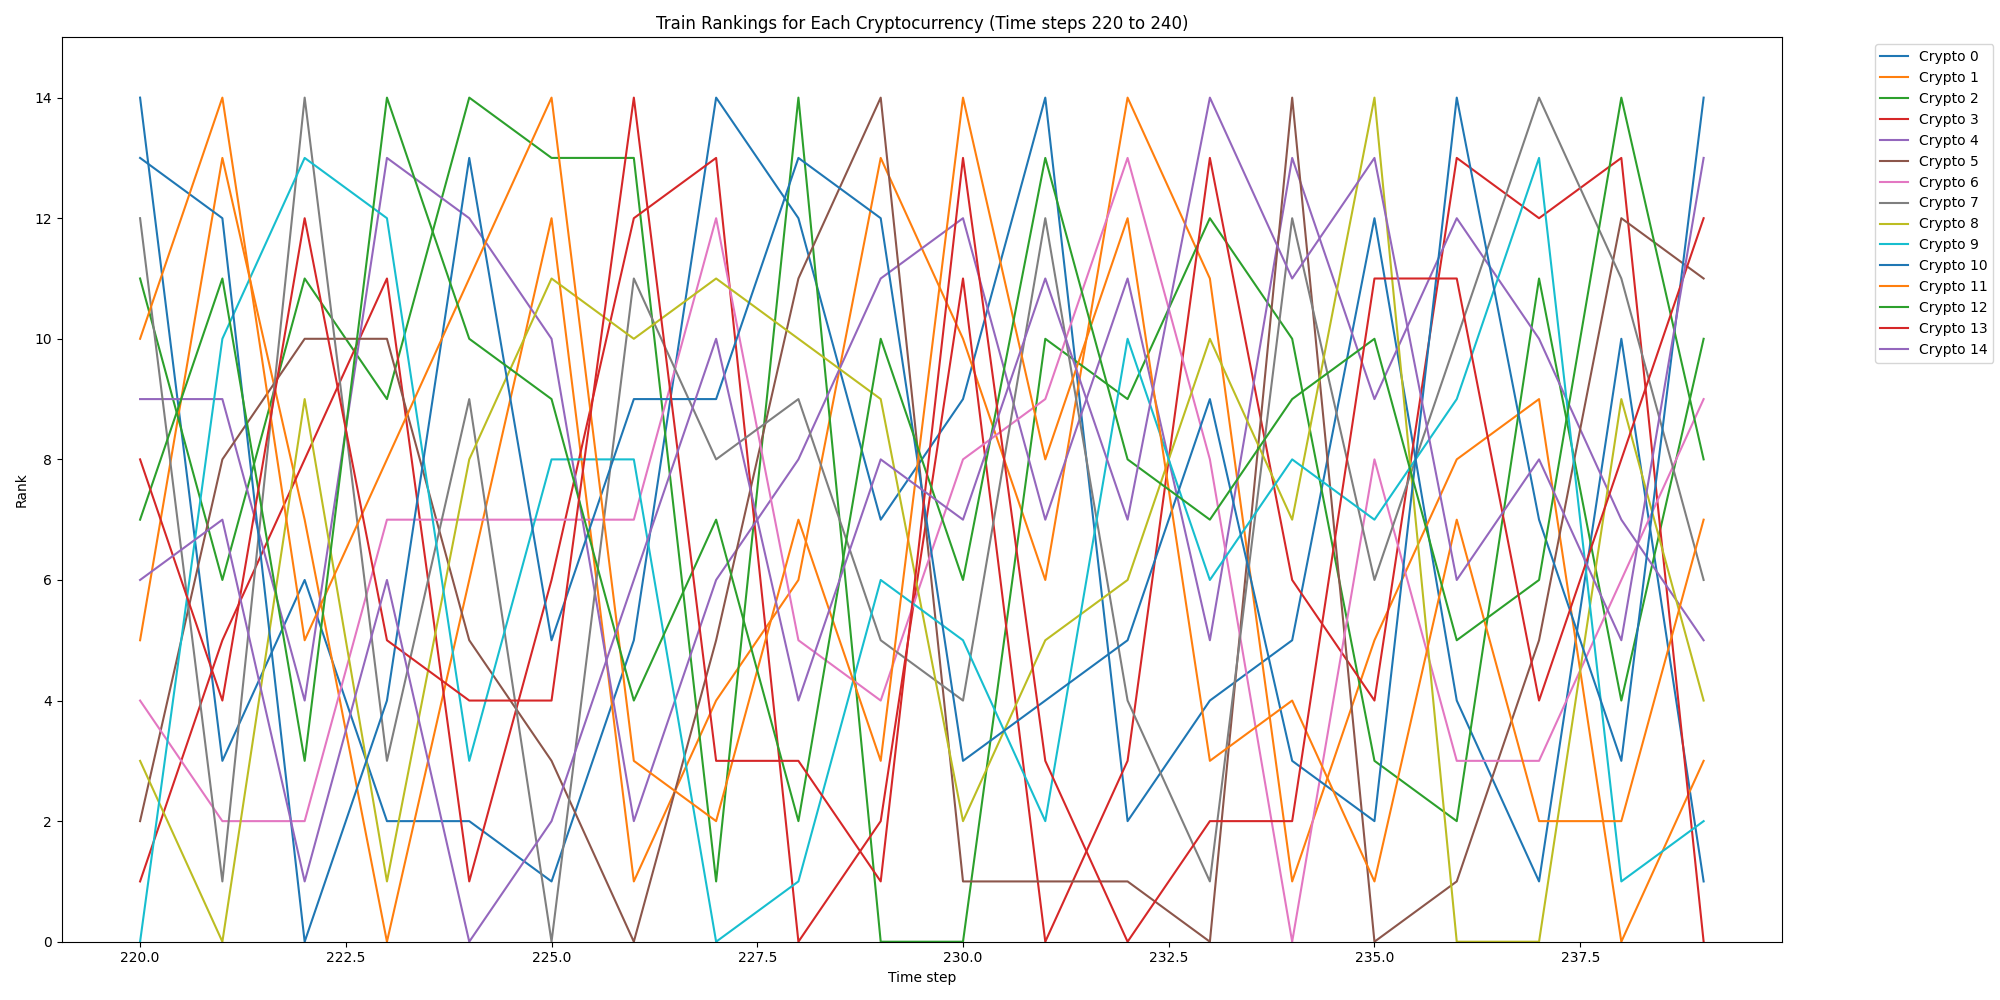 Train Rankings for Each Cryptocurrency (Time steps 220 to 240)
14
12
10
8
6
4
2
0
Rank
220.0
222.5
225.0
227.5
230.0
232.5
235.0
237.5
Time step
Crypto 0
Crypto 1
Crypto 2
Crypto 3
Crypto 4
Crypto 5
Crypto 6
Crypto 7
Crypto 8
Crypto 9
Crypto 10
Crypto 11
Crypto 12
Crypto 13
Crypto 14